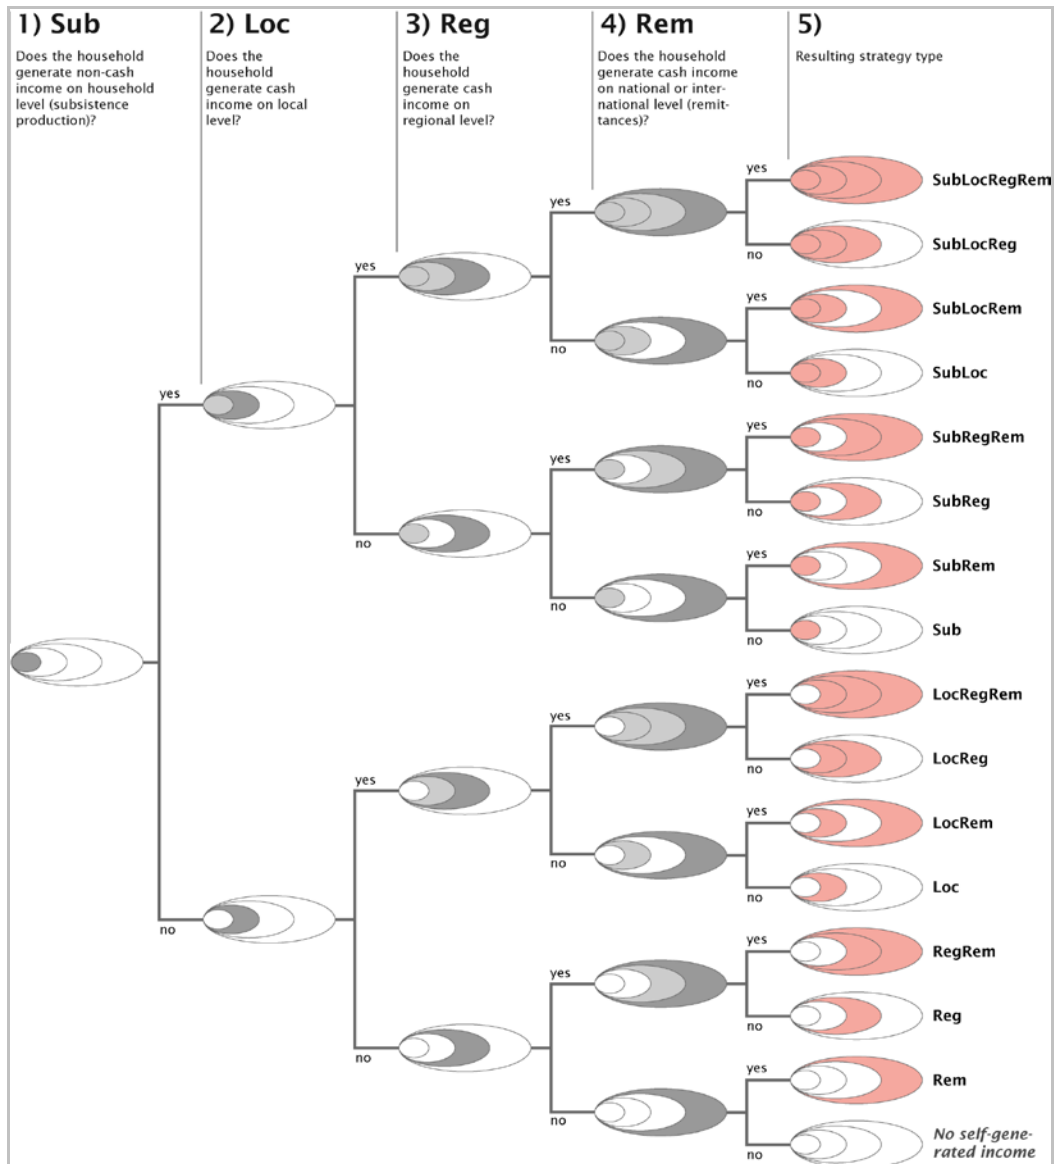 1) Sub
Does the household
generate non-cash
income on household
level (subsistence
production)?
2) Loc
Does the
household
generate cash
income on local
level?
3) Reg
Does the
household
generate cash
income on
regional level?
4) Rem
Does the household
generate cash income
on national or inter-
national level (remit-
tances)?
5)
Resulting strategy type
yes
no
yes
no
yes
no
yes
no
yes
no
yes
no
yes
no
yes
SubLocRegRem
no
SubLocReg
yes
SubLocRem
no
SubLoc
yes
SubRegRem
no
SubReg
yes
SubRem
no
Sub
yes
LocRegRem
no
LocReg
yes
LocRem
no
Loc
yes
RegRem
no
Reg
yes
Rem
no
No self-gene-
rated income